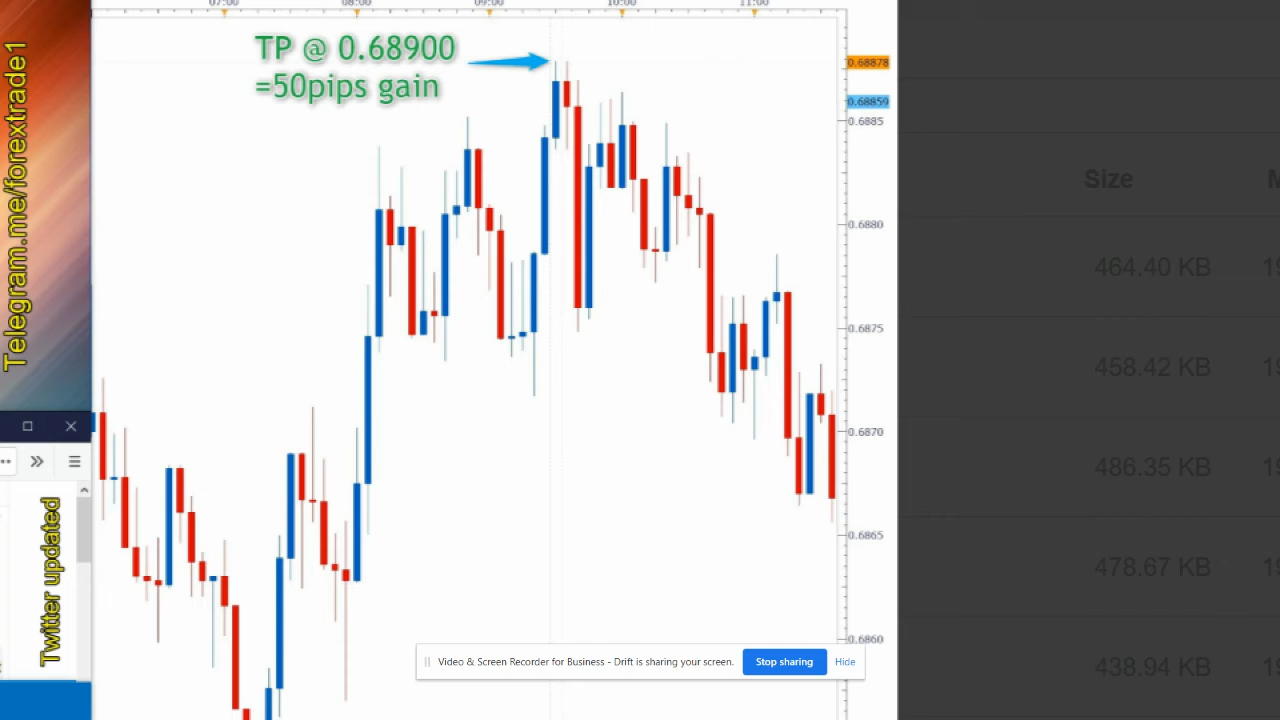 07:00 08:00 09:00 10:00 11:00
TP @ 0.68900
=50pips gain
0.68878
0.68859
0.6885
0.6880
0.6875
0.6870
0.6865
0.6860
Telegram.me/forextrade1
Twitter updated
Size
464.40 KB
458.42 KB
486.35 KB
478.67 KB
438.94 KB
Video & Screen Recorder for Business - Drift is sharing your screen. Stop sharing Hide